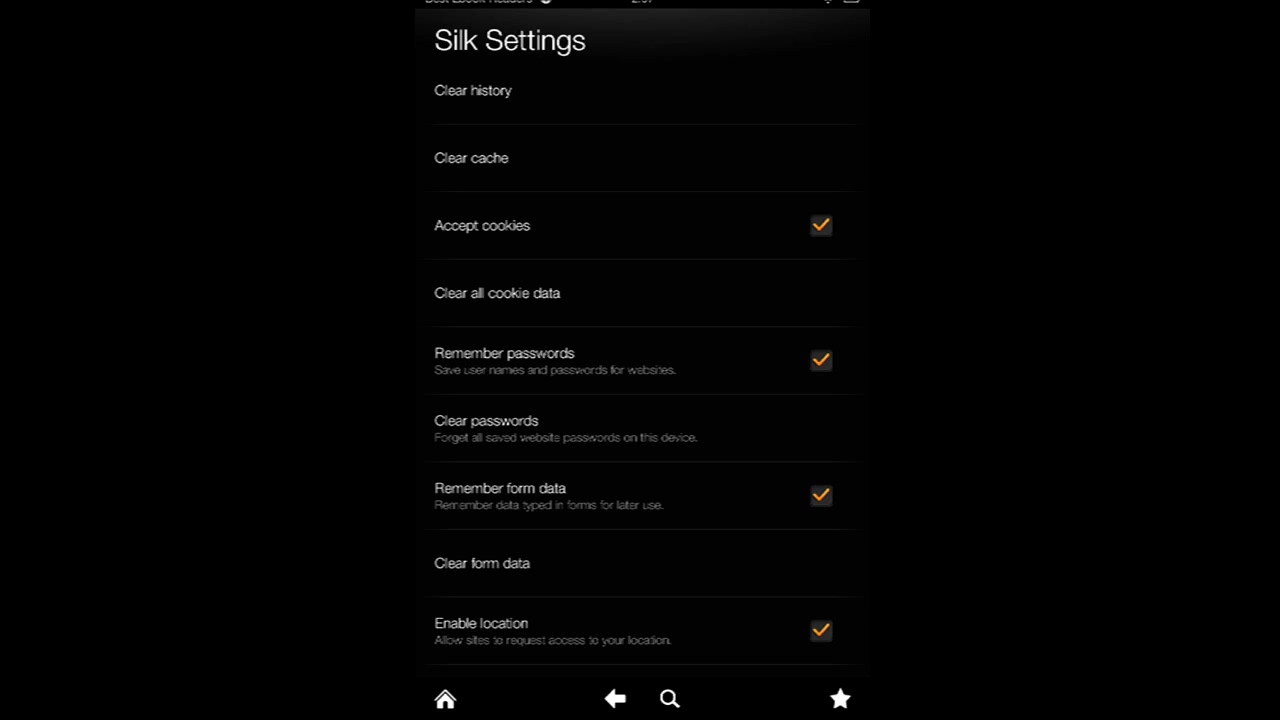 Silk Settings
Clear history
Clear cache
Accept cookies
Clear all cookie data
Remember passwords
Save user names and passwords for websites.
Clear passwords
Forget all saved website passwords on this device.
Remember form data
Remember data typed in forms for later use.
Clear form data
Enable location
Allow sites to request access to your location.